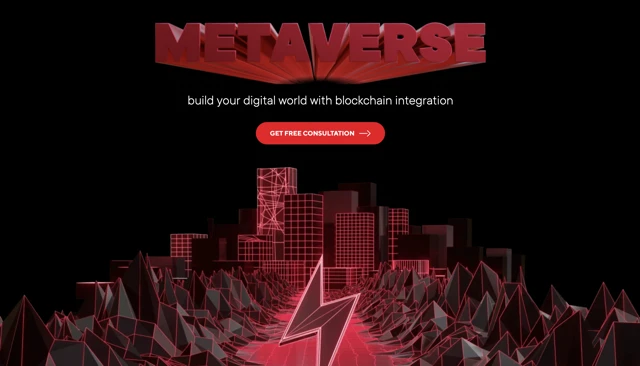 METAVERSE
build your digital world with blockchain integration
GET FREE CONSULTATION